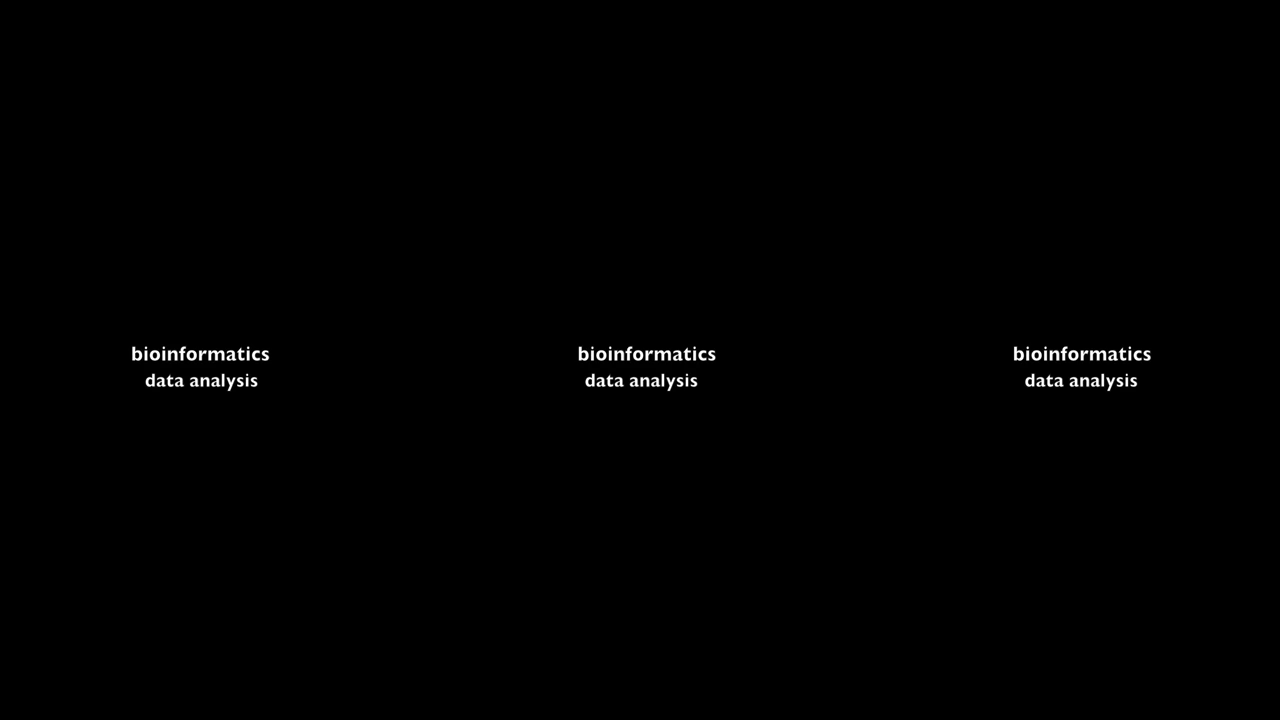 bioinformatics
data analysis
bioinformatics
data analysis
bioinformatics
data analysis